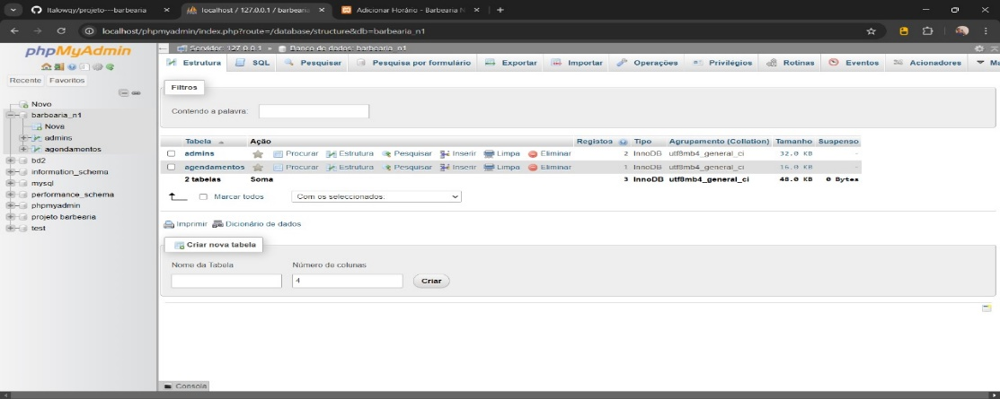 Italowqy/projeto---barbearia
localhost / 127.0.0.1 / barbearia
Adicionar Horário - Barbearia N
localhost/phpmyadmin/index.php?route=/database/structure&db=barbearia_n1
phpMyAdmin
Recente Favoritos
Novo
barbearia_n1
Nova
admins
agendamentos
bd2
information_schema
mysql
performance_schema
phpmyadmin
projeto barbearia
test
Servidor: 127.0.0.1 » Banco de dados: barbearia_n1
Estrutura SQL Pesquisar Pesquisa por formulário Exportar Importar Operações Privilégios Rotinas Eventos Acionadores Ma
Filtros
Contendo a palavra:
Tabela Ação Registos Tipo Agrupamento (Collation) Tamanho Suspenso
admins Procurar Estrutura Pesquisar Inserir Limpa Eliminar 2 InnoDB utf8mb4_general_ci 32.0 KB -
agendamentos Procurar Estrutura Pesquisar Inserir Limpa Eliminar 1 InnoDB utf8mb4_general_ci 16.0 KB -
2 tabelas Soma 3 InnoDB utf8mb4_general_ci 48.0 KB 0 Bytes
Marcar todos Com os seleccionados:
Imprimir Dicionário de dados
Criar nova tabela
Nome da Tabela Número de colunas
4 Criar
Consola